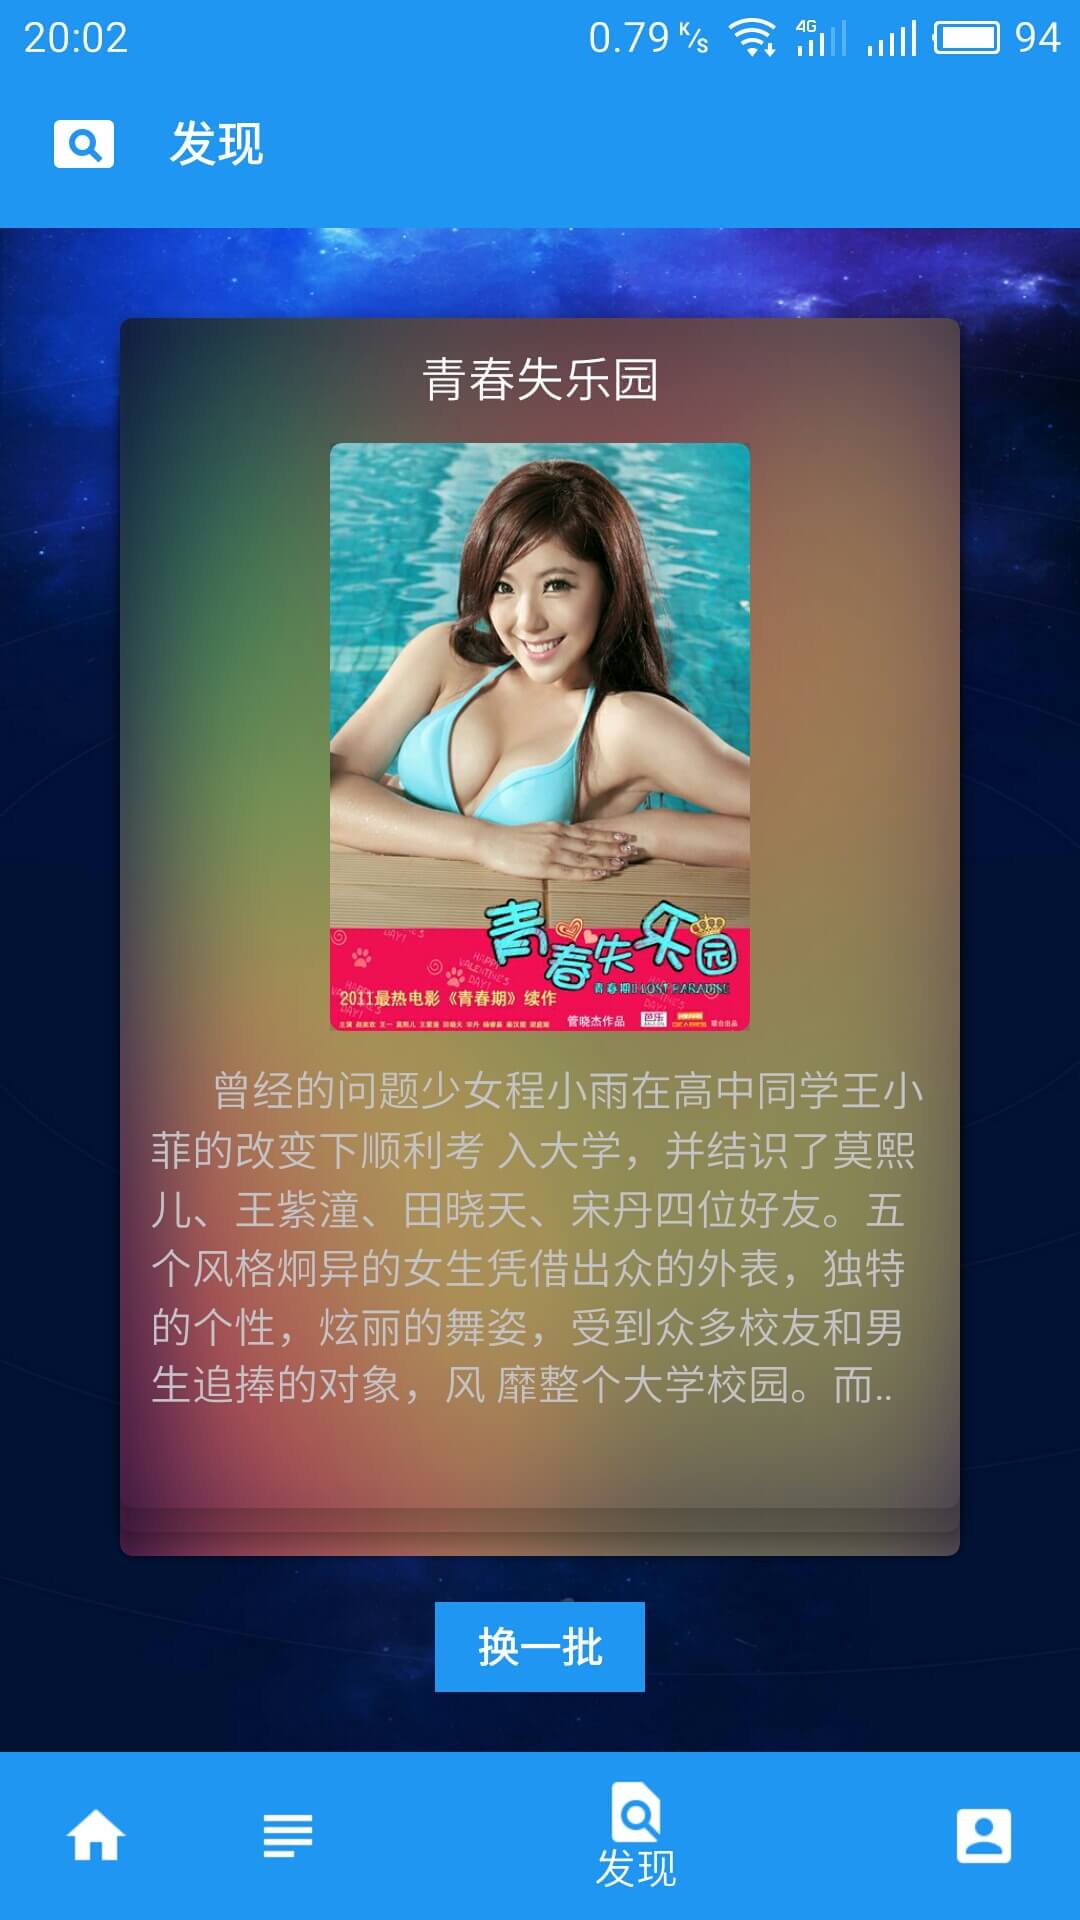 20:02
0.79 K/s 4G 94
发现
青春失乐园
青春失乐园
青春期II LOST PARADISE
2011最热电影《青春期》续作
管晓杰作品
曾经的问题少女程小雨在高中同学王小
菲的改变下顺利考 入大学，并结识了莫熙
儿、王紫潼、田晓天、宋丹四位好友。五
个风格炯异的女生凭借出众的外表，独特
的个性，炫丽的舞姿，受到众多校友和男
生追捧的对象，风 靡整个大学校园。而..
换一批
发现